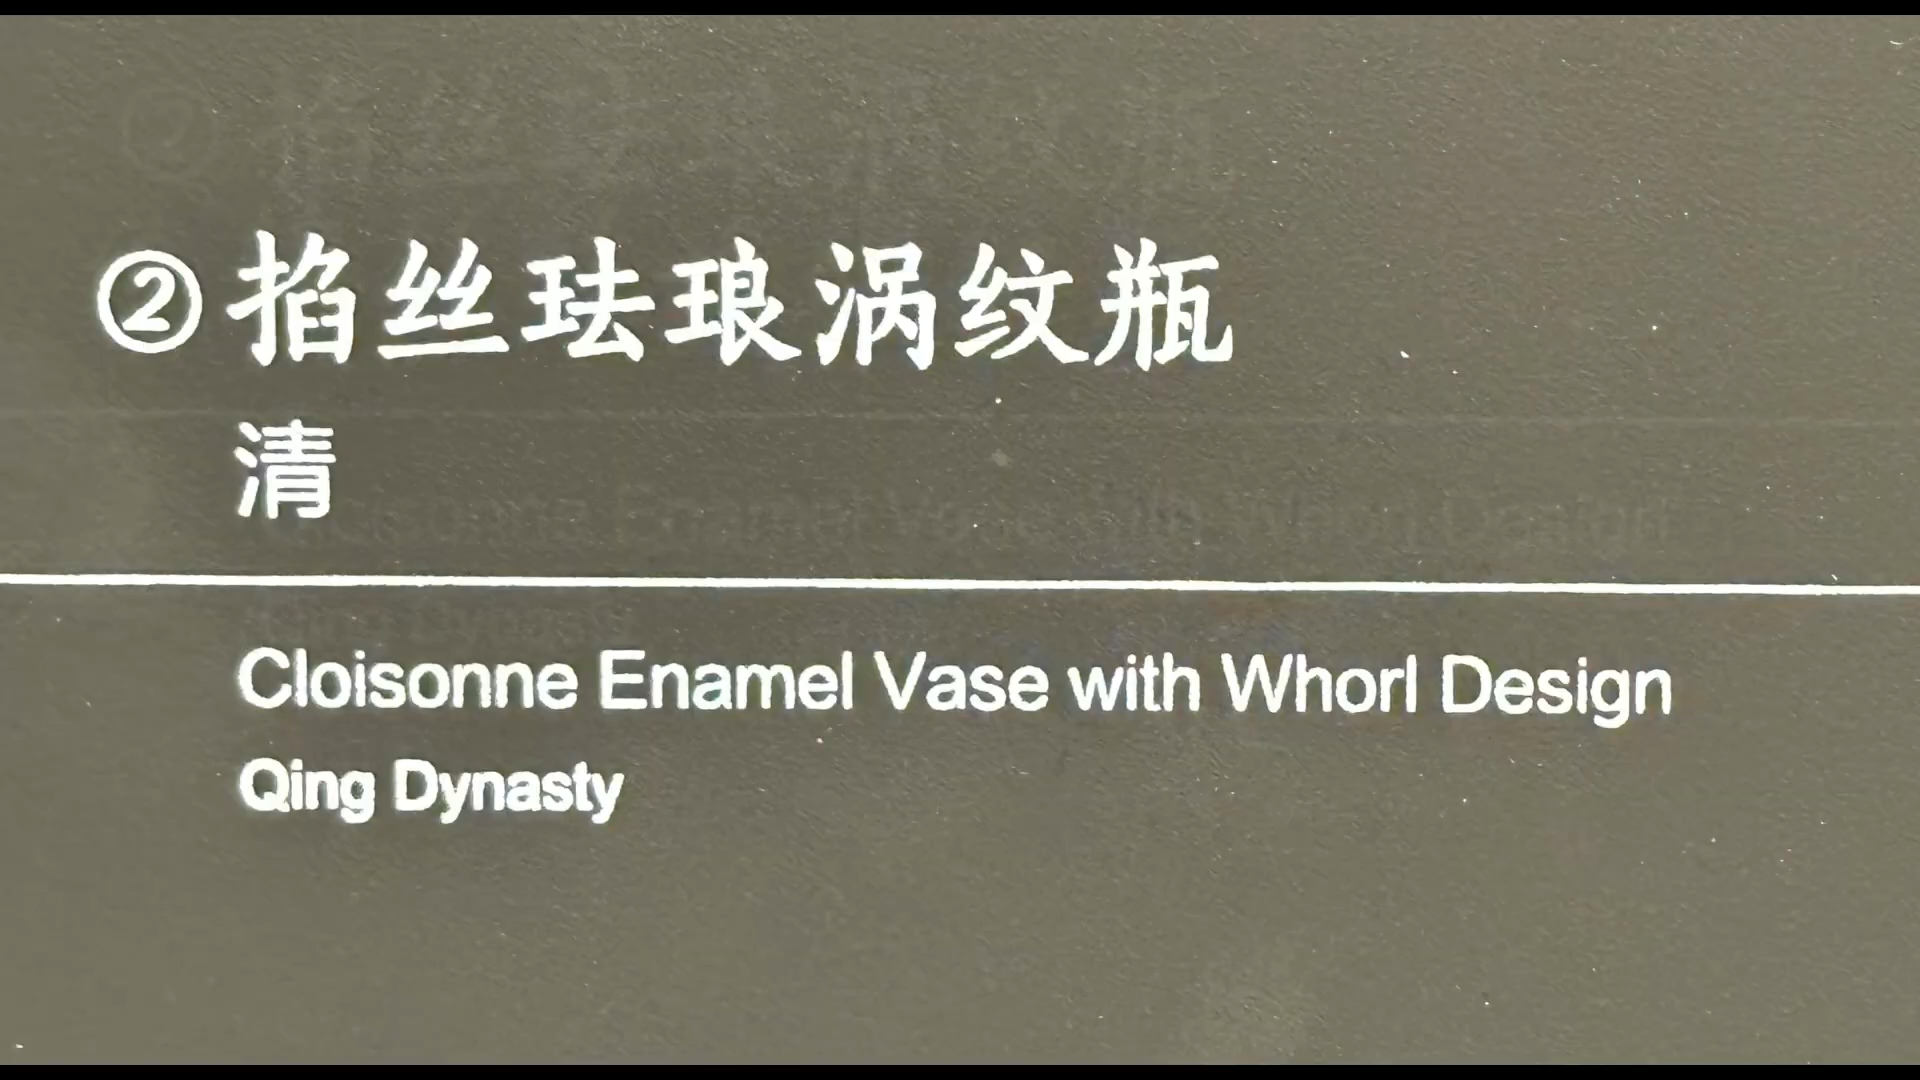 ②掐丝珐琅涡纹瓶
清
Cloisonne Enamel Vase with Whorl Design
Qing Dynasty